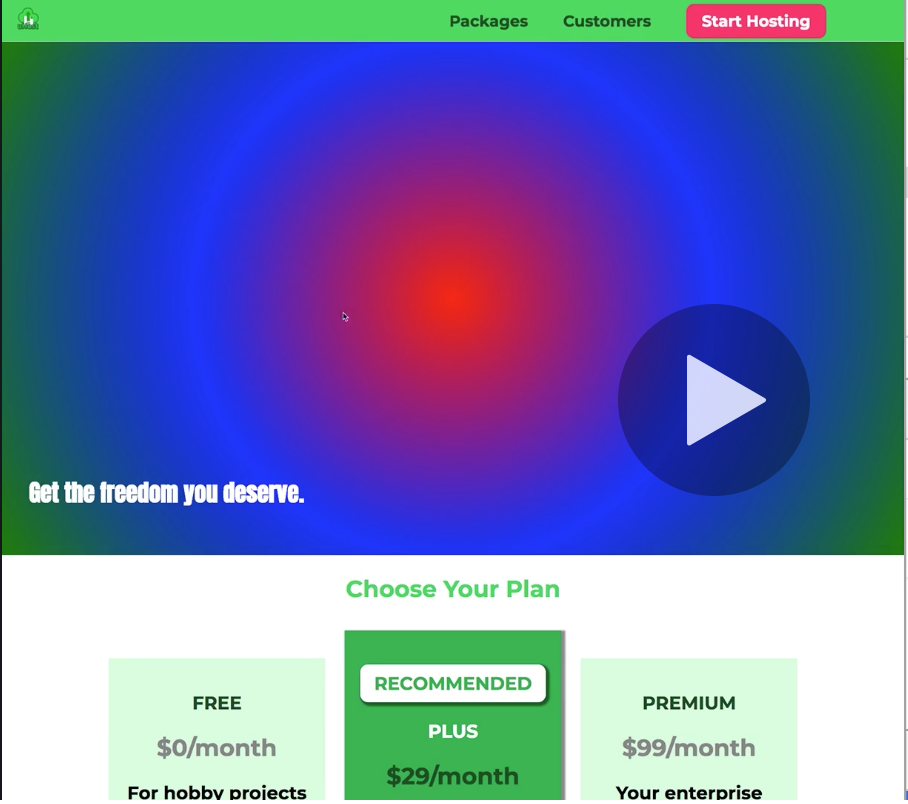 Packages Customers Start Hosting
Get the freedom you deserve.
Choose Your Plan
FREE
$0/month
For hobby projects
RECOMMENDED
PLUS
$29/month
PREMIUM
$99/month
Your enterprise